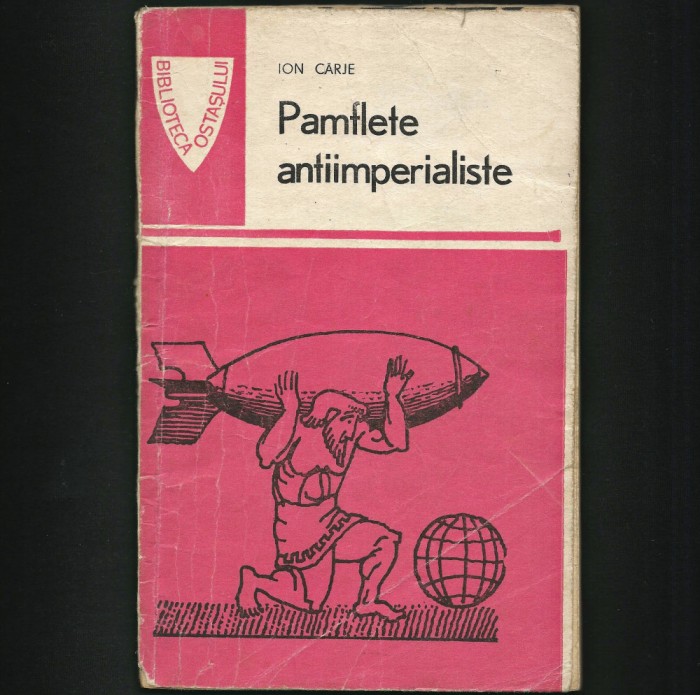 BIBLIOTECA
OSTAȘULUI
ION CÂRJE
Pamflete
antiimperialiste